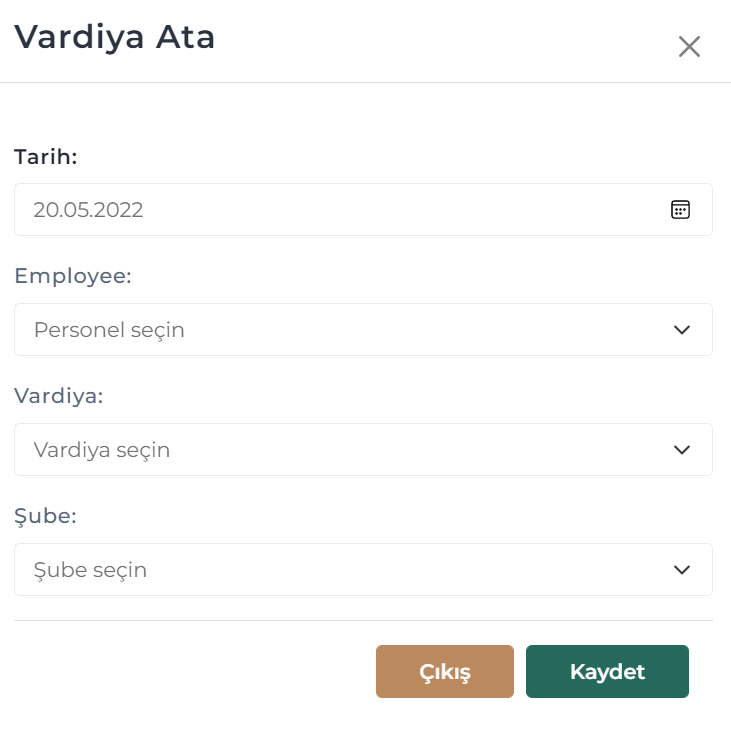 Vardiya Ata
Tarih:
20.05.2022
Employee:
Personel seçin
Vardiya:
Vardiya seçin
Şube:
Şube seçin
Çıkış
Kaydet